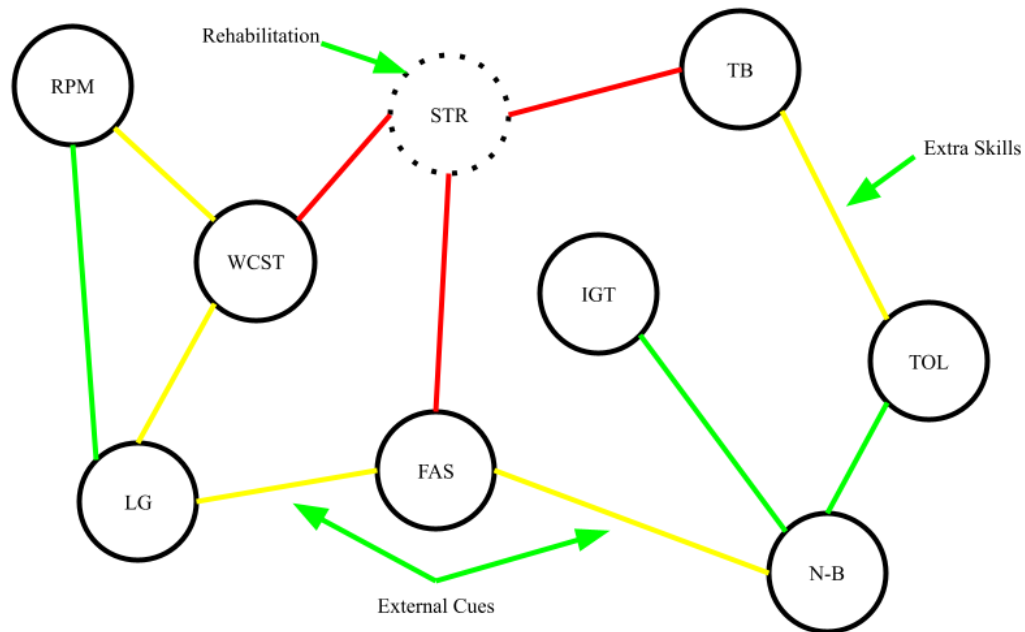 Rehabilitation
TB
RPM
STR
Extra Skills
WCST
IGT
TOL
FAS
LG
N-B
External Cues